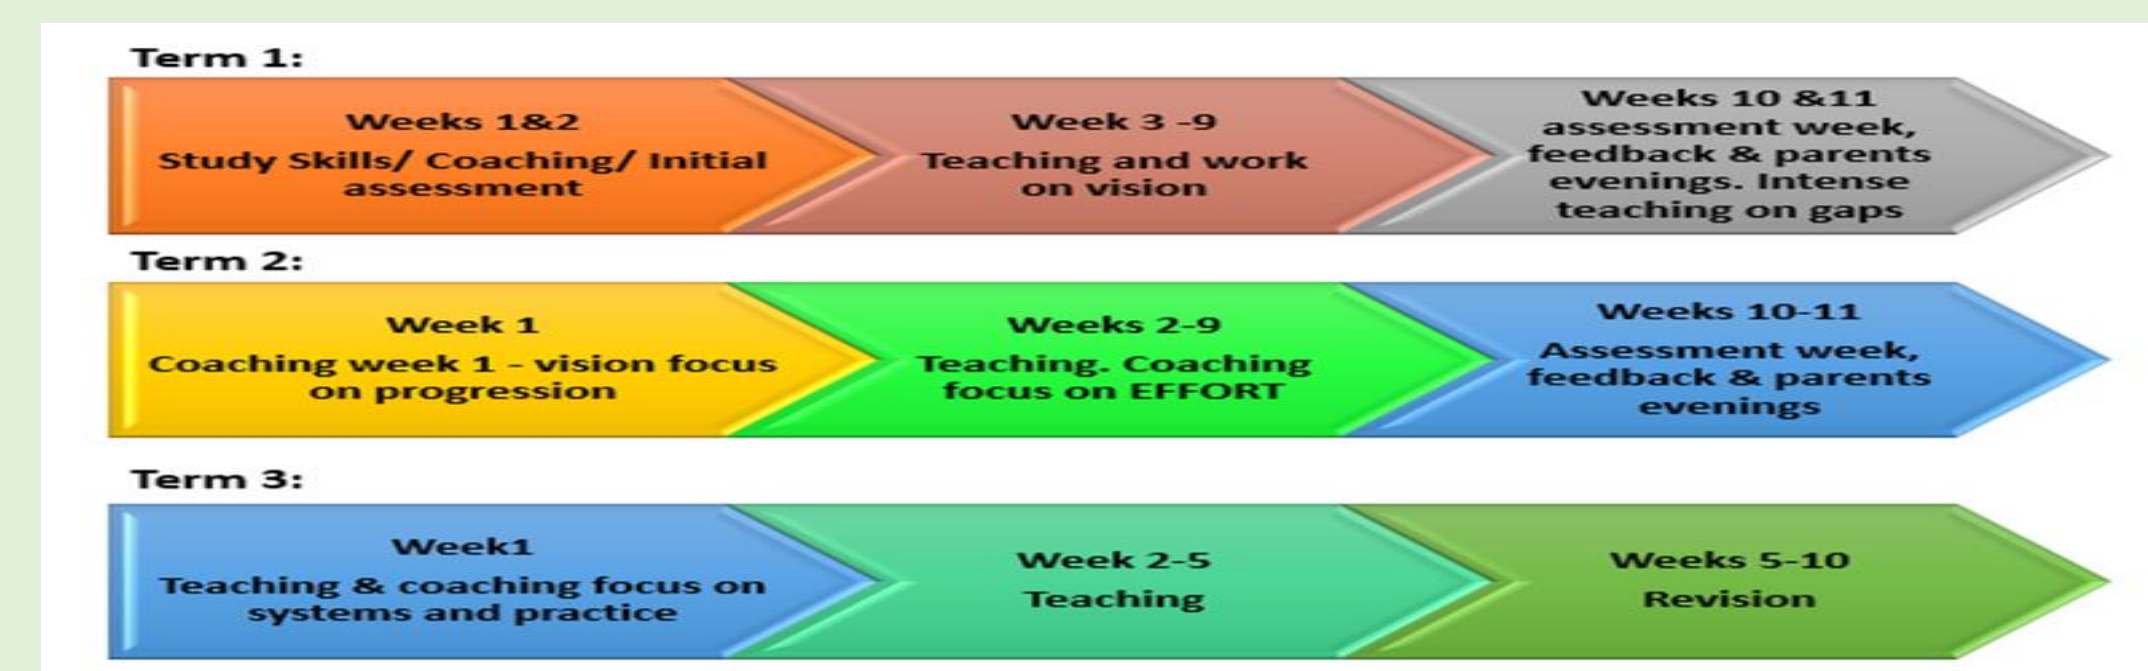 Term 1:
Weeks 1&2
Study Skills/ Coaching/ Initial
assessment
Week 3 -9
Teaching and work
on vision
Weeks 10 &11
assessment week,
feedback & parents
evenings. Intense
teaching on gaps
Term 2:
Week 1
Coaching week 1 - vision focus
on progression
Weeks 2-9
Teaching. Coaching
focus on EFFORT
Weeks 10-11
Assessment week,
feedback & parents
evenings
Term 3:
Week1
Teaching & coaching focus on
systems and practice
Week 2-5
Teaching
Weeks 5-10
Revision